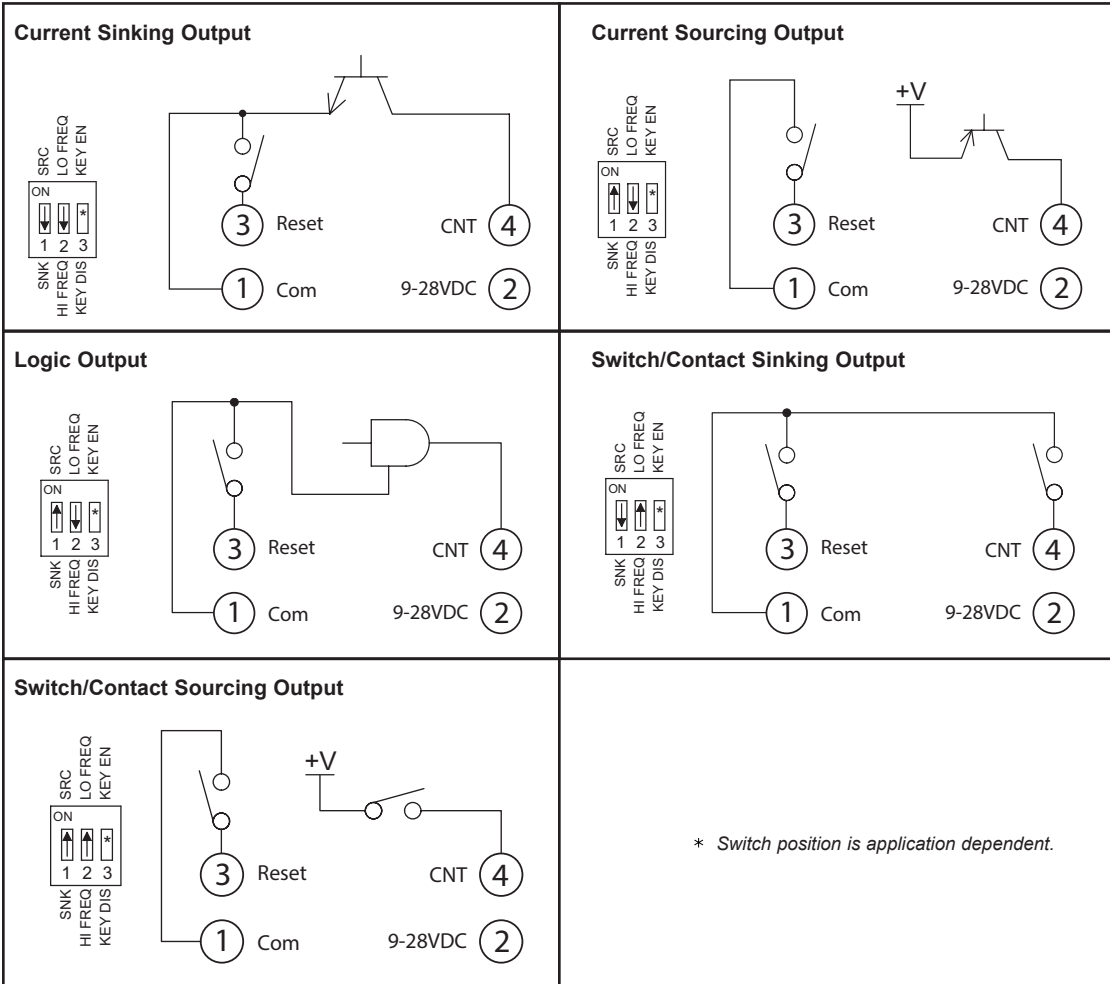 Current Sinking Output
SRC
LO FREQ
KEY EN
ON
*
1 2 3
SNK
HI FREQ
KEY DIS
3 Reset
CNT 4
1 Com
9-28VDC 2
Current Sourcing Output
+V
SRC
LO FREQ
KEY EN
ON
*
1 2 3
SNK
HI FREQ
KEY DIS
3 Reset
CNT 4
1 Com
9-28VDC 2
Logic Output
SRC
LO FREQ
KEY EN
ON
*
1 2 3
SNK
HI FREQ
KEY DIS
3 Reset
CNT 4
1 Com
9-28VDC 2
Switch/Contact Sinking Output
SRC
LO FREQ
KEY EN
ON
*
1 2 3
SNK
HI FREQ
KEY DIS
3 Reset
CNT 4
1 Com
9-28VDC 2
Switch/Contact Sourcing Output
+V
SRC
LO FREQ
KEY EN
ON
*
1 2 3
SNK
HI FREQ
KEY DIS
3 Reset
CNT 4
1 Com
9-28VDC 2
* Switch position is application dependent.